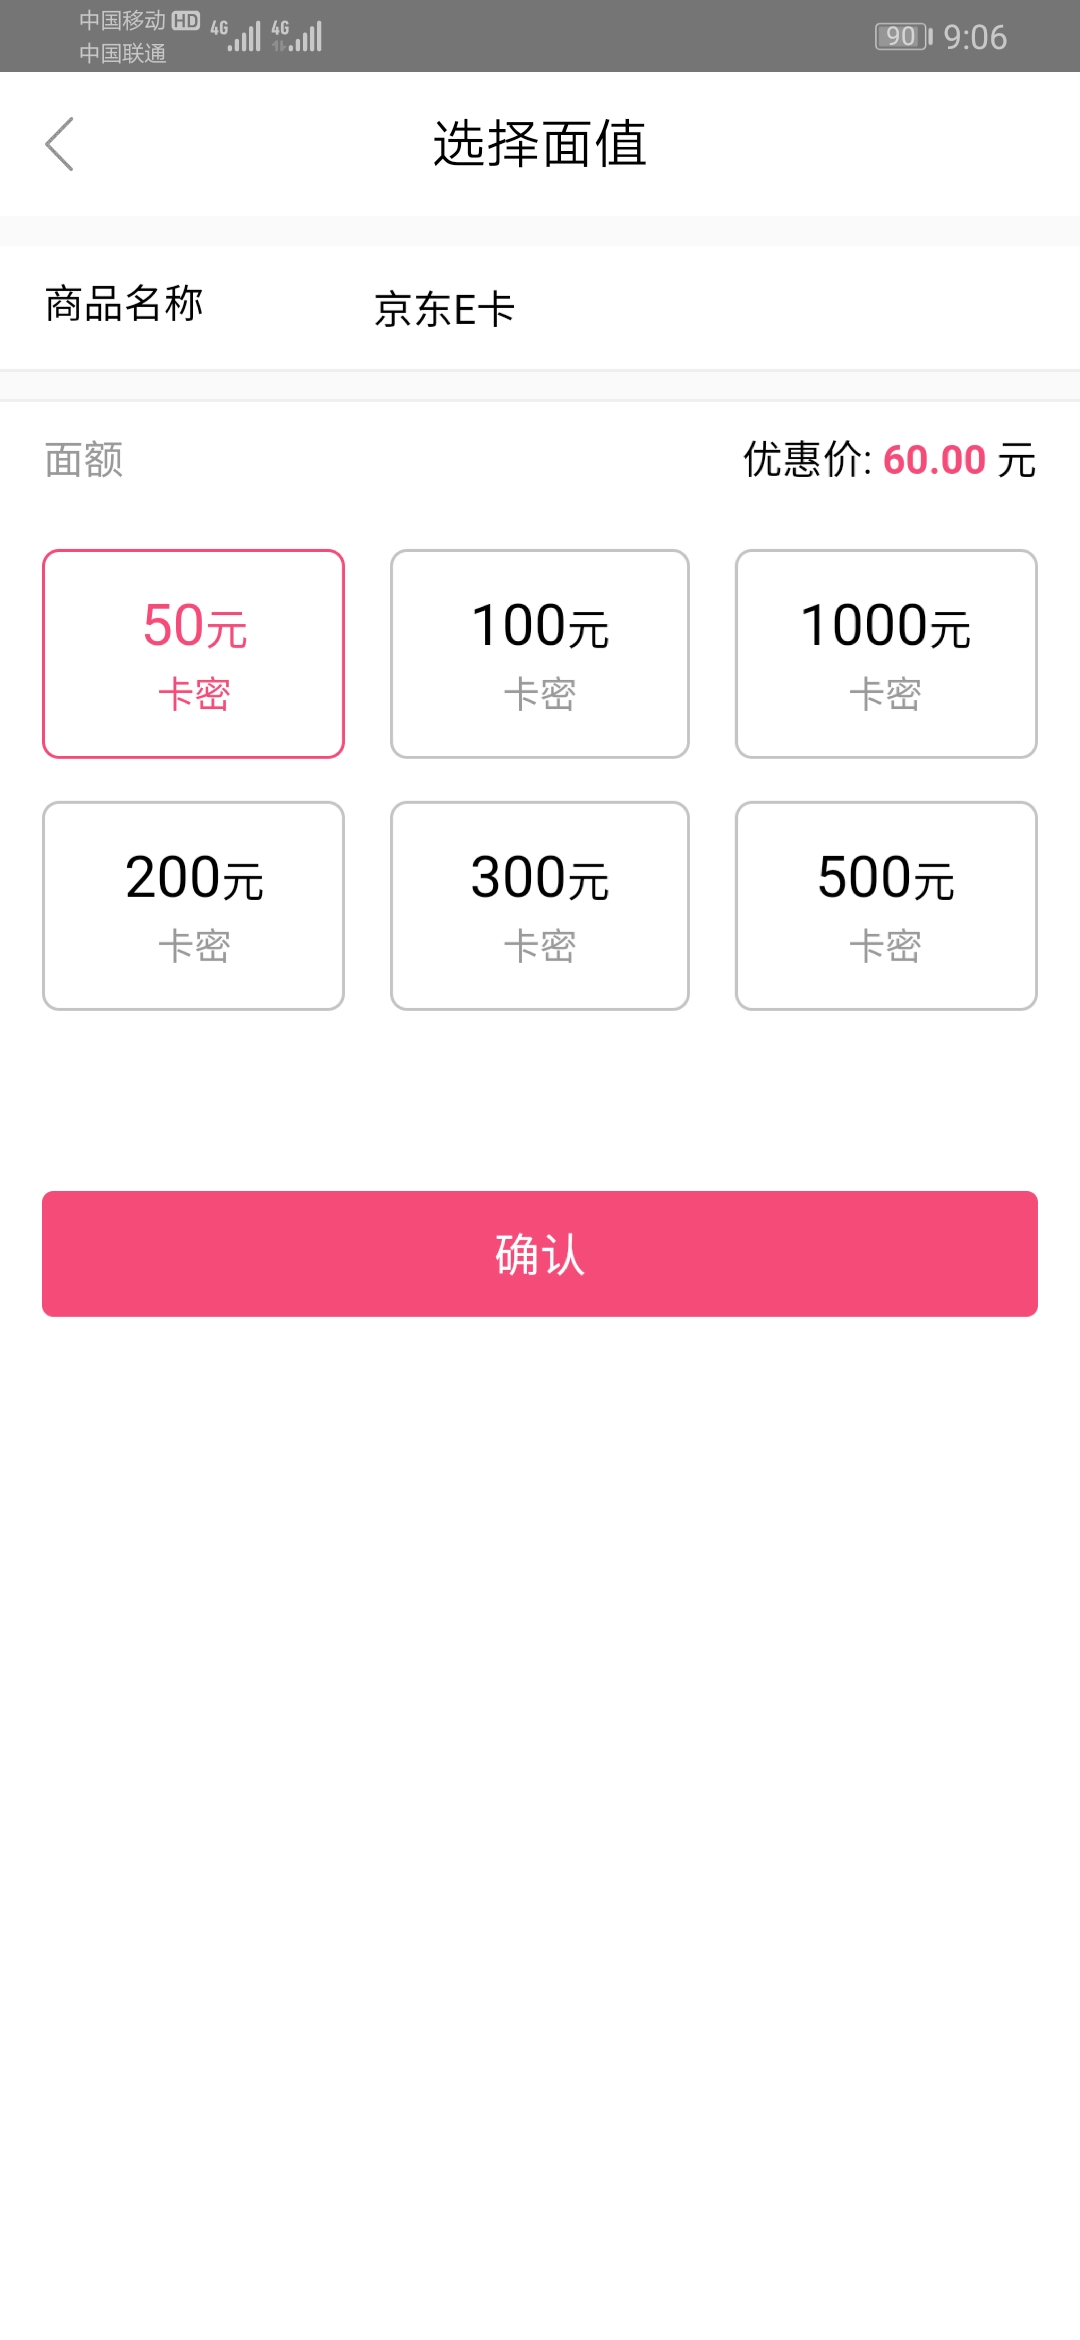 中国移动 HD 4G 4G 90 9:06
中国联通
选择面值
商品名称 京东E卡
面额 优惠价: 60.00 元
50元 100元 1000元
卡密 卡密 卡密
200元 300元 500元
卡密 卡密 卡密
确认